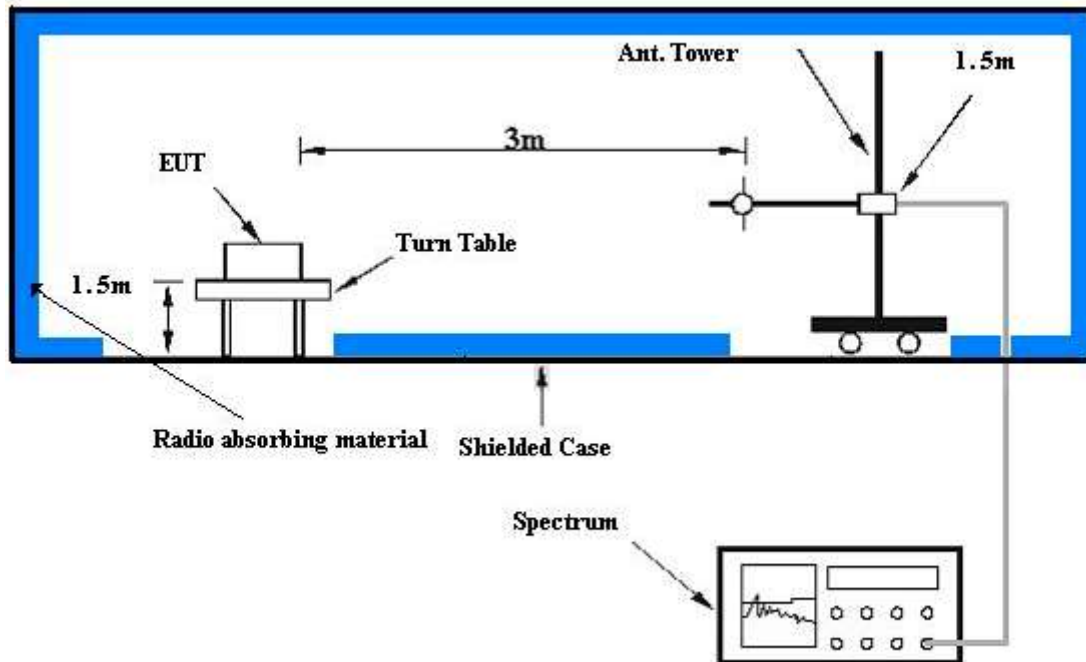 Ant. Tower
1.5m
3m
EUT
Turn Table
1.5m
Radio absorbing material
Shielded Case
Spectrum